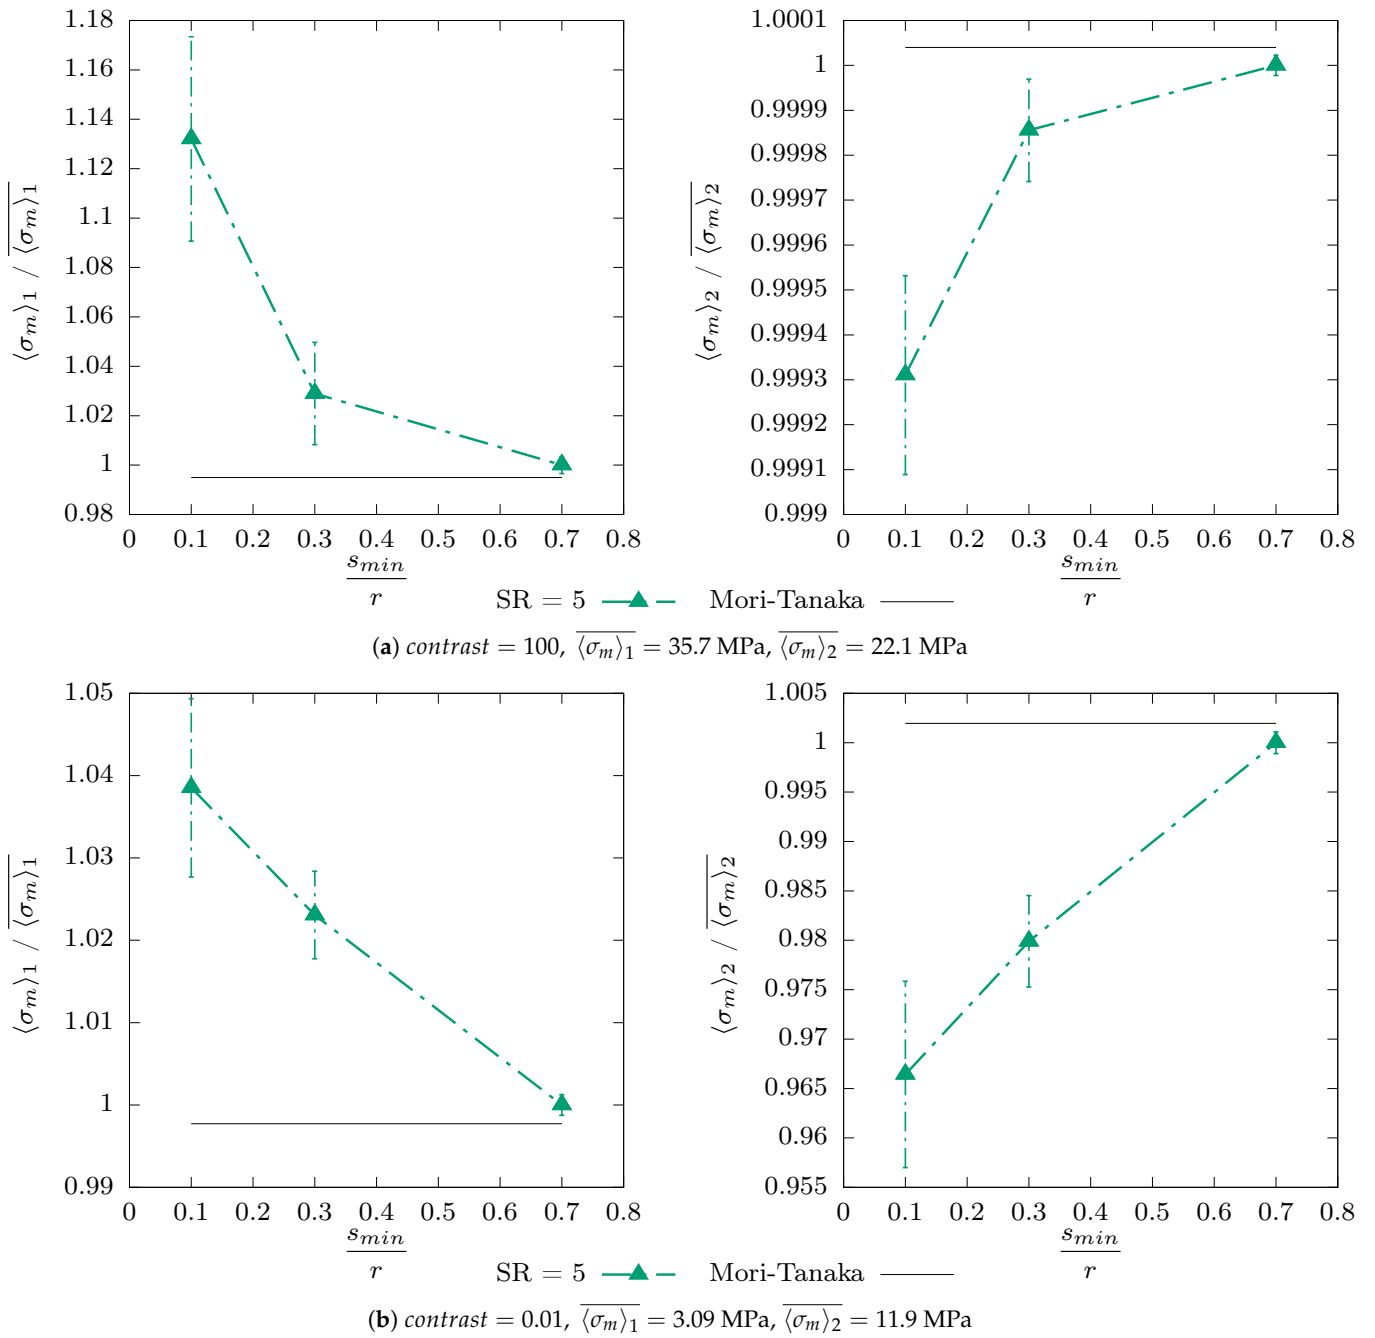 1.18
1.16
1.14
1.12
1.1
1.08
1.06
1.04
1.02
1
0.98
0 0.1 0.2 0.3 0.4 0.5 0.6 0.7 0.8
⟨σm⟩1 / ⟨σm⟩1
smin
r
1.0001
1
0.9999
0.9998
0.9997
0.9996
0.9995
0.9994
0.9993
0.9992
0.9991
0.999
0 0.1 0.2 0.3 0.4 0.5 0.6 0.7 0.8
⟨σm⟩2 / ⟨σm⟩2
smin
r
SR = 5 Mori-Tanaka
(a) contrast = 100, ⟨σm⟩1 = 35.7 MPa, ⟨σm⟩2 = 22.1 MPa
1.05
1.04
1.03
1.02
1.01
1
0.99
0 0.1 0.2 0.3 0.4 0.5 0.6 0.7 0.8
⟨σm⟩1 / ⟨σm⟩1
smin
r
1.005
1
0.995
0.99
0.985
0.98
0.975
0.97
0.965
0.96
0.955
0 0.1 0.2 0.3 0.4 0.5 0.6 0.7 0.8
⟨σm⟩2 / ⟨σm⟩2
smin
r
SR = 5 Mori-Tanaka
(b) contrast = 0.01, ⟨σm⟩1 = 3.09 MPa, ⟨σm⟩2 = 11.9 MPa